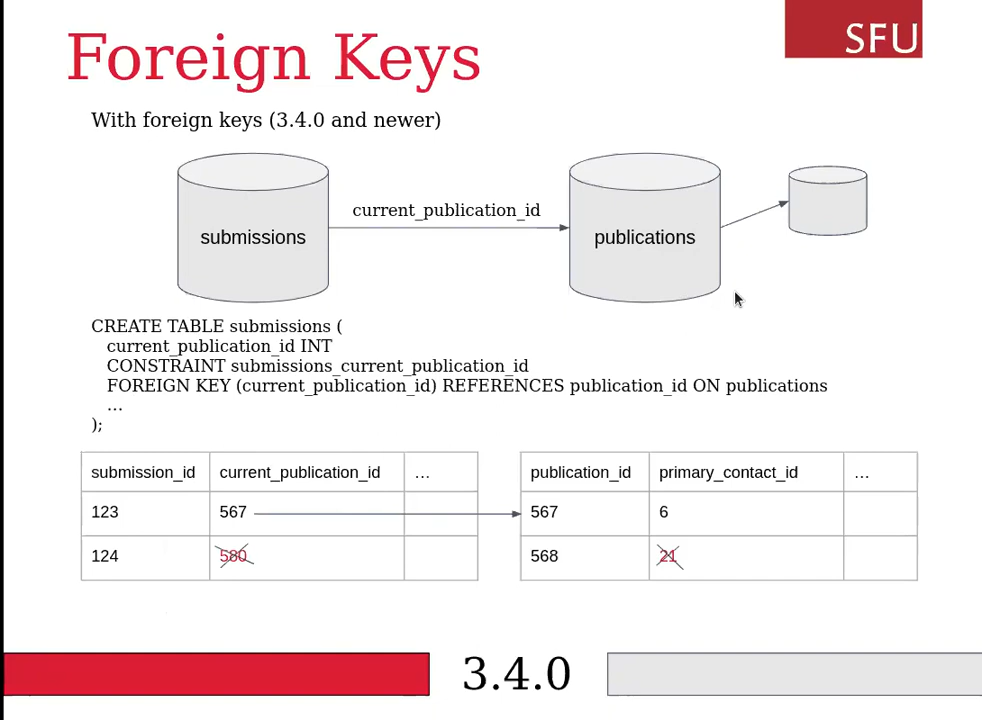 SFU
Foreign Keys
With foreign keys (3.4.0 and newer)
submissions
current_publication_id
publications
CREATE TABLE submissions (
current_publication_id INT
CONSTRAINT submissions_current_publication_id
FOREIGN KEY (current_publication_id) REFERENCES publication_id ON publications
...
);
submission_id current_publication_id ...
123 567
124 580
publication_id primary_contact_id ...
567 6
568 21
3.4.0